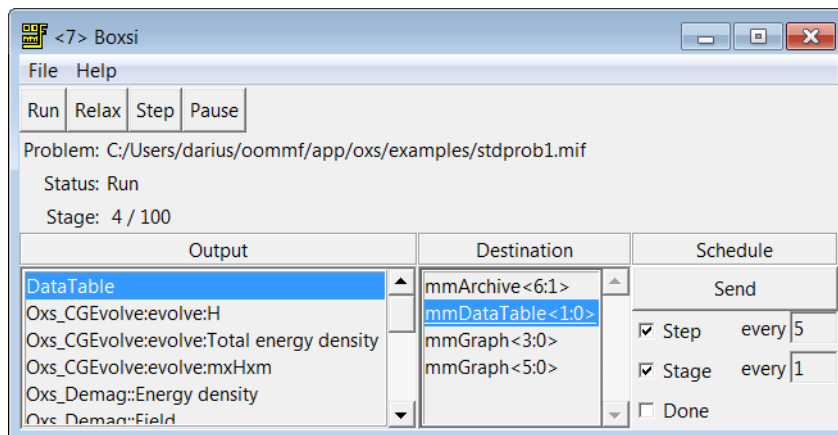 <7> Boxsi
File Help
Run Relax Step Pause
Problem: C:/Users/darius/oommf/app/oxs/examples/stdprob1.mif
Status: Run
Stage: 4 / 100
Output Destination Schedule
DataTable mmArchive<6:1> Send
Oxs_CGEvolve:evolve:H mmDataTable<1:0>
Oxs_CGEvolve:evolve:Total energy density mmGraph<3:0> Step every 5
Oxs_CGEvolve:evolve:mxHxm mmGraph<5:0> Stage every 1
Oxs_Demag::Energy density
Oxs_Demag::Field Done